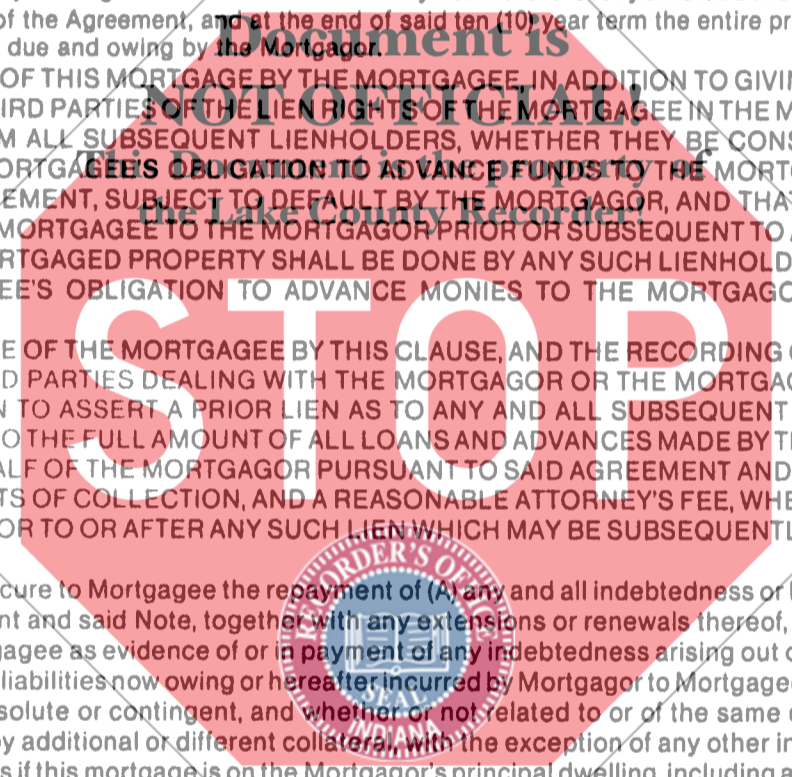 of the Agreement, and at the end of said ten (10) year term the entire pr
due and owing by the Mortgagor.
Document is
OF THIS MORTGAGE BY THE MORTGAGEE, IN ADDITION TO GIVIN
NOT OFFICIAL!
IRD PARTIES OF THE LIEN RIGHTS OF THE MORTGAGEE IN THE M
M ALL SUBSEQUENT LIENHOLDERS, WHETHER THEY BE CONS
This Document is the property of
ORTGAGEE'S OBLIGATION TO ADVANCE FUNDS TO THE MORT
EMENT, SUBJECT TO DEFAULT BY THE MORTGAGOR, AND THA
the Lake County Recorder!
MORTGAGEE TO THE MORTGAGOR PRIOR OR SUBSEQUENT TO
RTGAGED PROPERTY SHALL BE DONE BY ANY SUCH LIENHOLD
EE'S OBLIGATION TO ADVANCE MONIES TO THE MORTGAGO
STOP
E OF THE MORTGAGEE BY THIS CLAUSE, AND THE RECORDING
D PARTIES DEALING WITH THE MORTGAGOR OR THE MORTGA
N TO ASSERT A PRIOR LIEN AS TO ANY AND ALL SUBSEQUENT
O THE FULL AMOUNT OF ALL LOANS AND ADVANCES MADE BY T
ALF OF THE MORTGAGOR PURSUANT TO SAID AGREEMENT AND
TS OF COLLECTION, AND A REASONABLE ATTORNEY'S FEE, WHE
OR TO OR AFTER ANY SUCH LIEN WHICH MAY BE SUBSEQUENTL
RECORDER'S OFFICE
cure to Mortgagee the repayment of (A) any and all indebtedness or
nt and said Note, together with any extensions or renewals thereof,
gagee as evidence of or in payment of any indebtedness arising out
liabilities now owing or hereafter incurred by Mortgagor to Mortgage
SEAL
solute or contingent, and whether or not related to or of the same
INDIANA
y additional or different collateral, with the exception of any other in
s if this mortgage is on the Mortgagor's principal dwelling, including a